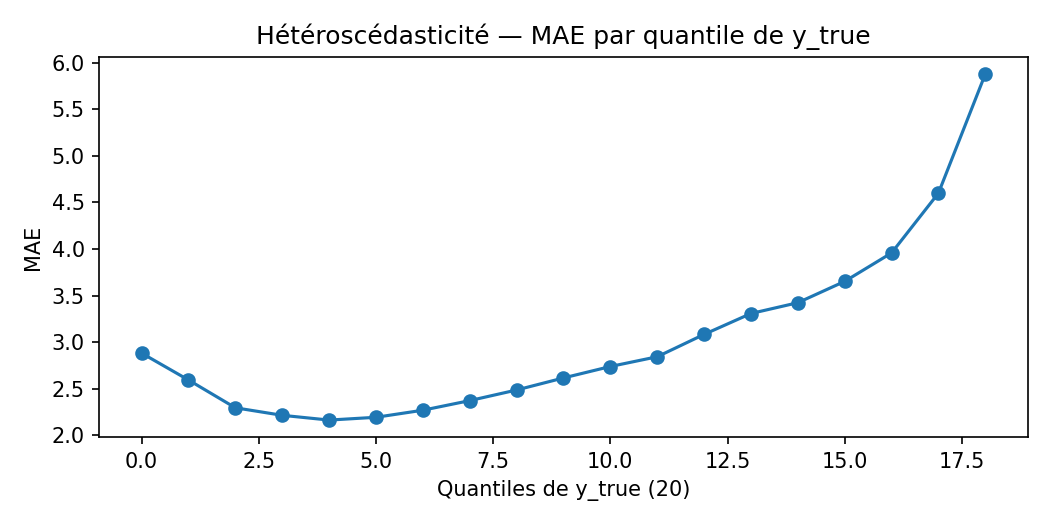 Hétéroscédasticité — MAE par quantile de y_true
6.0
5.5
5.0
4.5
4.0
3.5
3.0
2.5
2.0
MAE
0.0 2.5 5.0 7.5 10.0 12.5 15.0 17.5
Quantiles de y_true (20)